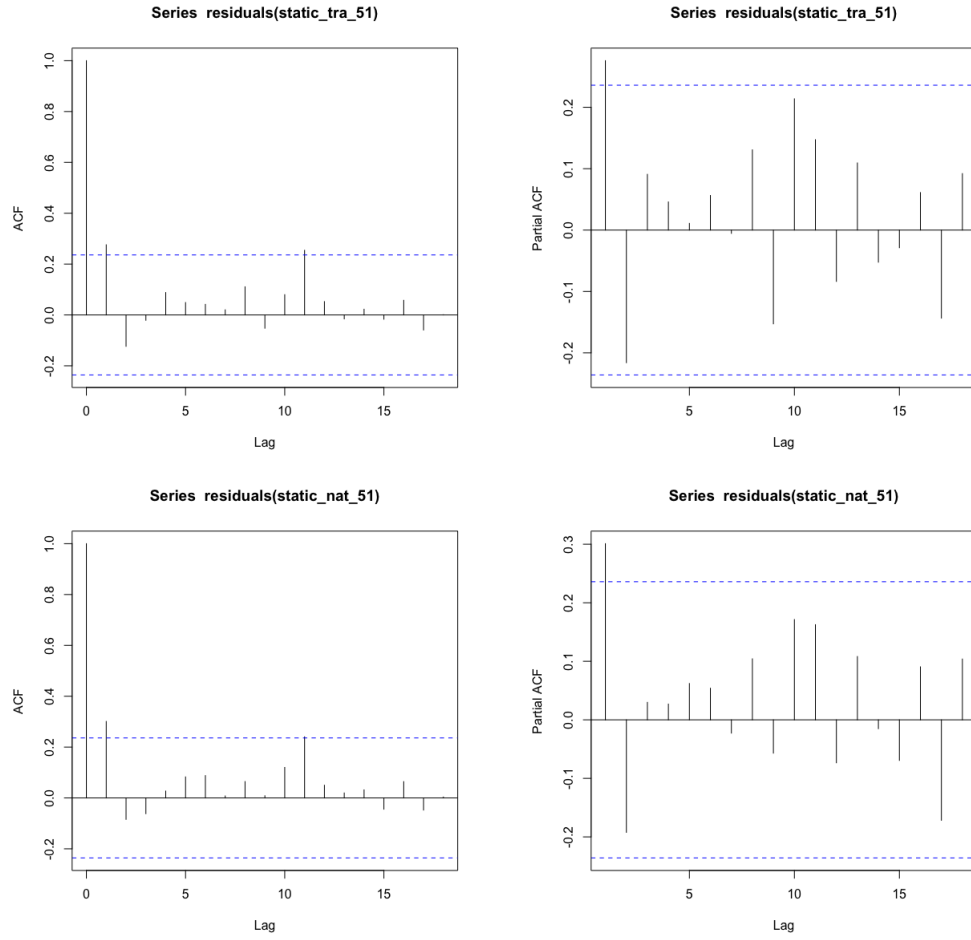 Series residuals(static_tra_51)
ACF
1.0
0.8
0.6
0.4
0.2
0.0
-0.2
0 5 10 15
Lag
Series residuals(static_tra_51)
Partial ACF
0.2
0.1
0.0
-0.1
-0.2
5 10 15
Lag
Series residuals(static_nat_51)
ACF
1.0
0.8
0.6
0.4
0.2
0.0
-0.2
0 5 10 15
Lag
Series residuals(static_nat_51)
Partial ACF
0.3
0.2
0.1
0.0
-0.1
-0.2
5 10 15
Lag